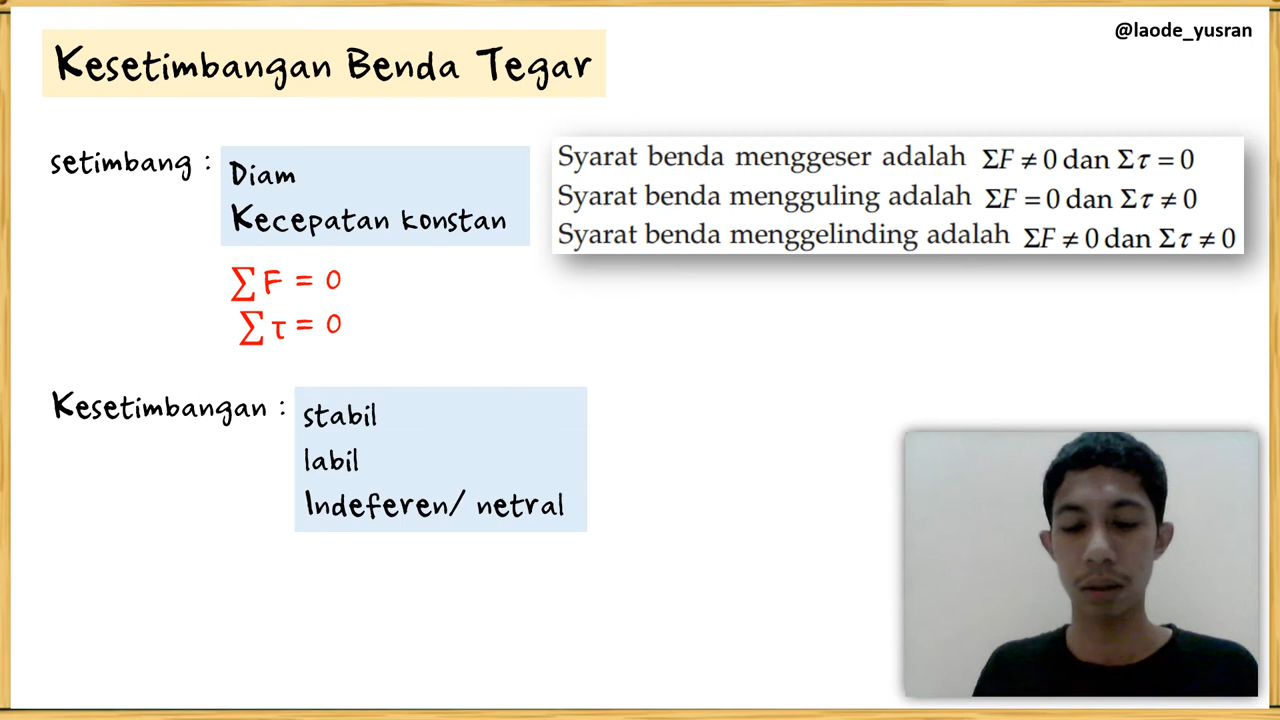 @laode_yusran
Kesetimbangan Benda Tegar
setimbang :
Diam
Kecepatan konstan
∑F = 0
∑τ = 0
Syarat benda menggeser adalah ΣF ≠ 0 dan Στ = 0
Syarat benda mengguling adalah ΣF = 0 dan Στ ≠ 0
Syarat benda menggelinding adalah ΣF ≠ 0 dan Στ ≠ 0
Kesetimbangan :
stabil
labil
Indeferen/ netral